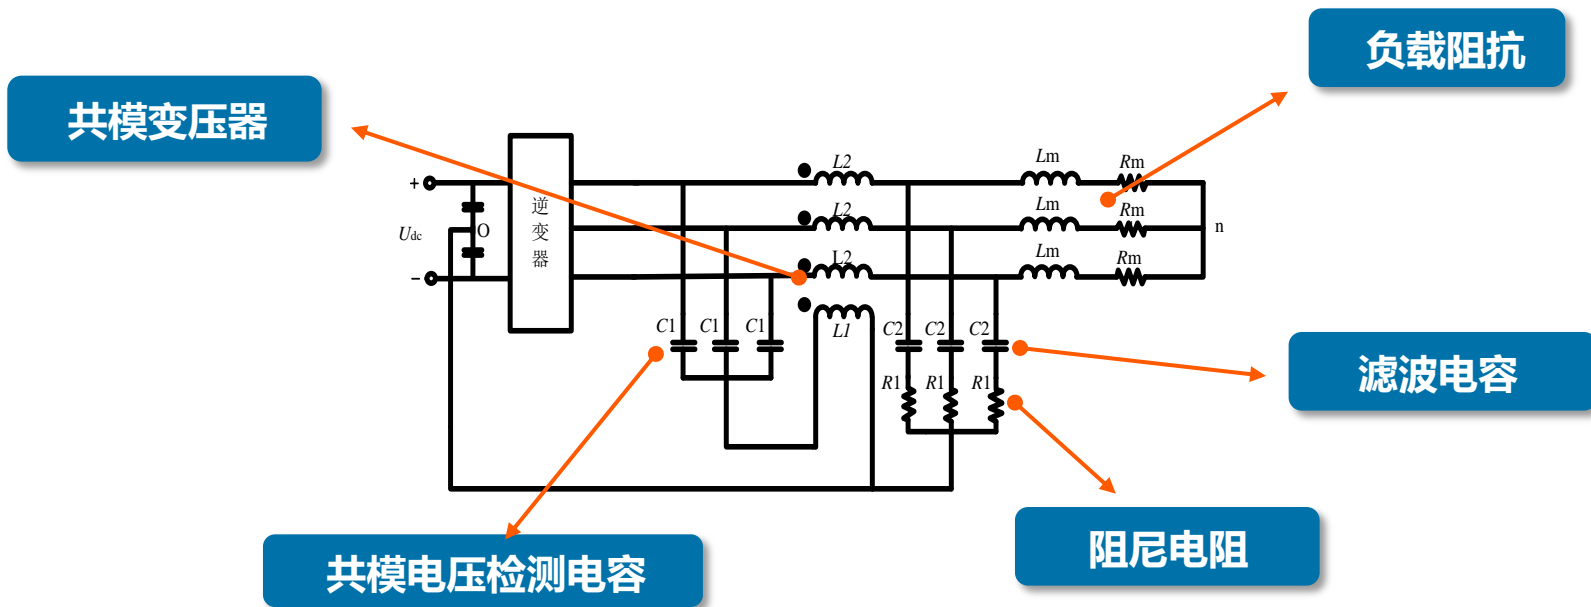 负载阻抗
共模变压器
L2
Lm
Rm
+
逆变器
L2
Lm
Rm
Udc
O
n
L2
Lm
Rm
−
C1
C1
C1
L1
C2
C2
C2
滤波电容
R1
R1
R1
阻尼电阻
共模电压检测电容